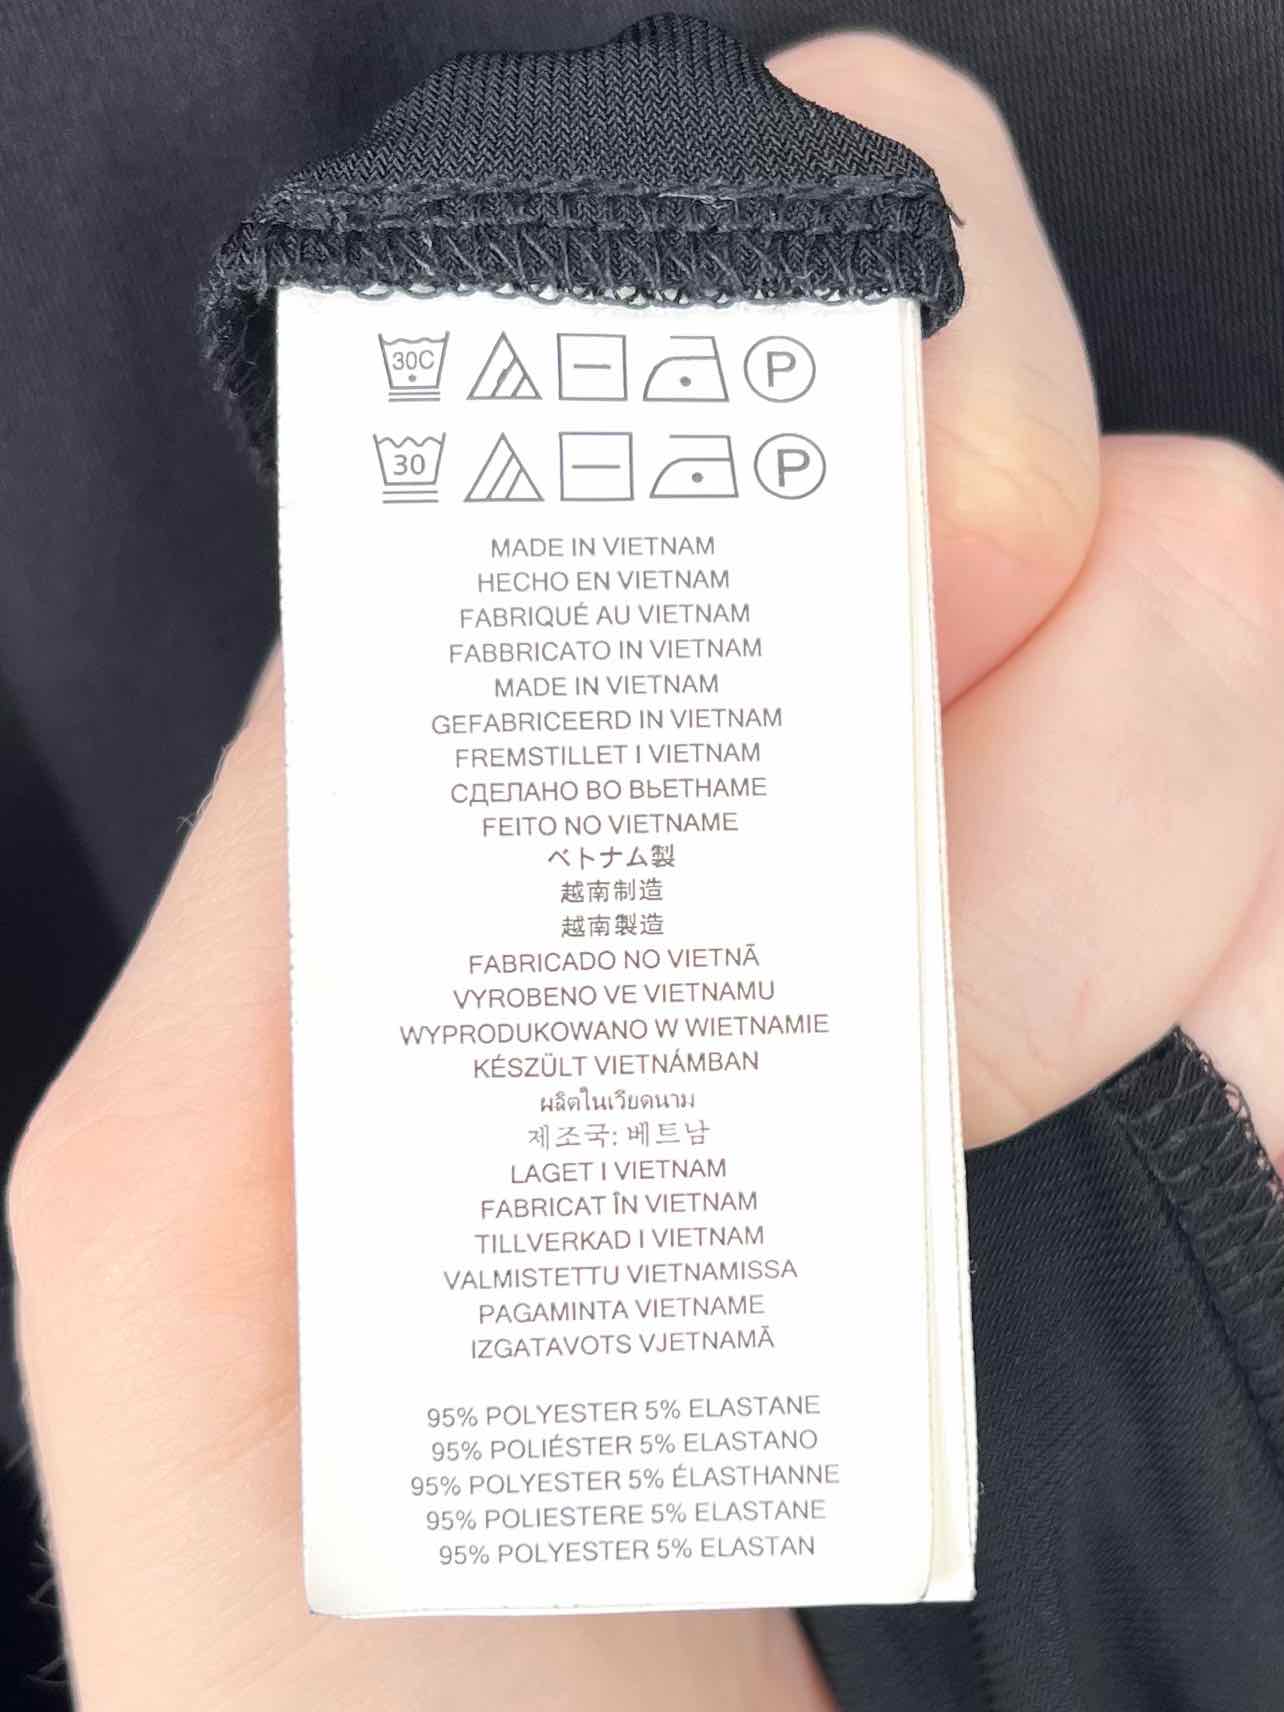 30C P
30 P
MADE IN VIETNAM
HECHO EN VIETNAM
FABRIQUÉ AU VIETNAM
FABBRICATO IN VIETNAM
MADE IN VIETNAM
GEFABRICEERD IN VIETNAM
FREMSTILLET I VIETNAM
СДЕЛАНО ВО ВЬЕТНАМЕ
FEITO NO VIETNAME
ベトナム製
越南制造
越南製造
FABRICADO NO VIETNÃ
VYROBENO VE VIETNAMU
WYPRODUKOWANO W WIETNAMIE
KÉSZÜLT VIETNÁMBAN
ผลิตในเวียดนาม
제조국: 베트남
LAGET I VIETNAM
FABRICAT ÎN VIETNAM
TILLVERKAD I VIETNAM
VALMISTETTU VIETNAMISSA
PAGAMINTA VIETNAME
IZGATAVOTS VJETNAMĀ
95% POLYESTER 5% ELASTANE
95% POLIÉSTER 5% ELASTANO
95% POLYESTER 5% ÉLASTHANNE
95% POLIESTERE 5% ELASTANE
95% POLYESTER 5% ELASTAN